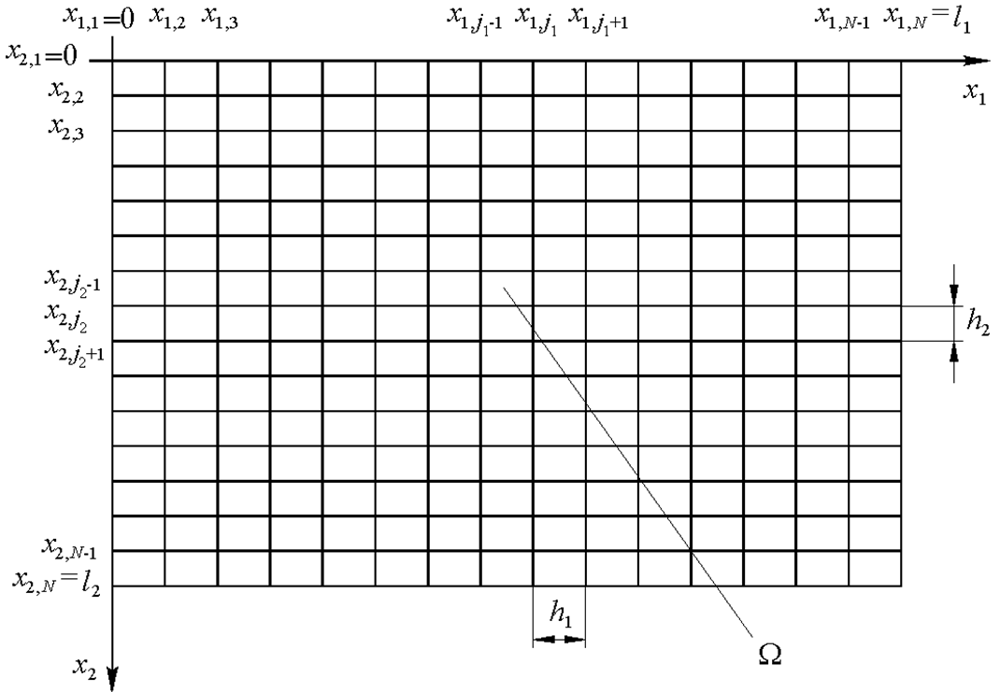 x₁,₁=0 x₁,₂ x₁,₃ x₁,j₁-1 x₁,j₁ x₁,j₁+1 x₁,N-1 x₁,N = l₁
x₂,₁=0
x₁
x₂,₂
x₂,₃
x₂,j₂-1
x₂,j₂
h₂
x₂,j₂+1
x₂,N-1
x₂,N = l₂
h₁
Ω
x₂